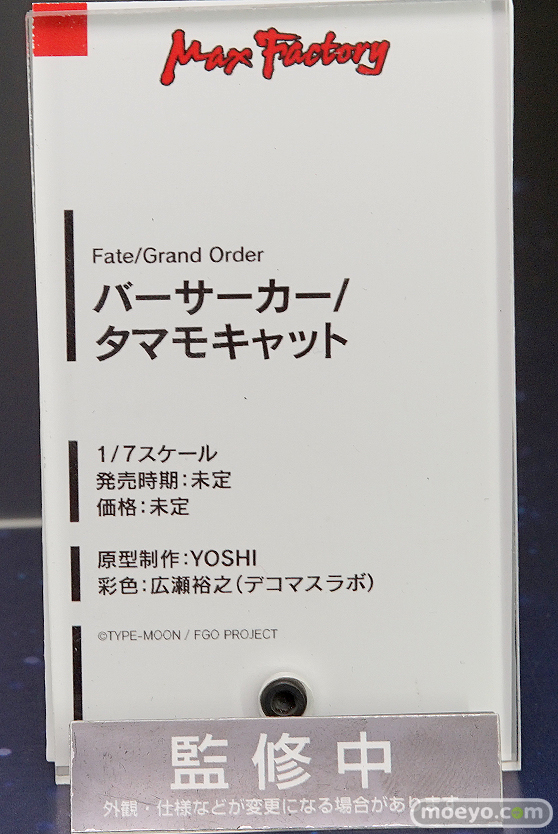 Max Factory
Fate/Grand Order
バーサーカー/
タマモキャット
1/7スケール
発売時期:未定
価格:未定
原型制作:YOSHI
彩色:広瀬裕之(デコマスラボ)
©TYPE-MOON / FGO PROJECT
監修中
外観・仕様などが変更になる場合があります
moeyo.com